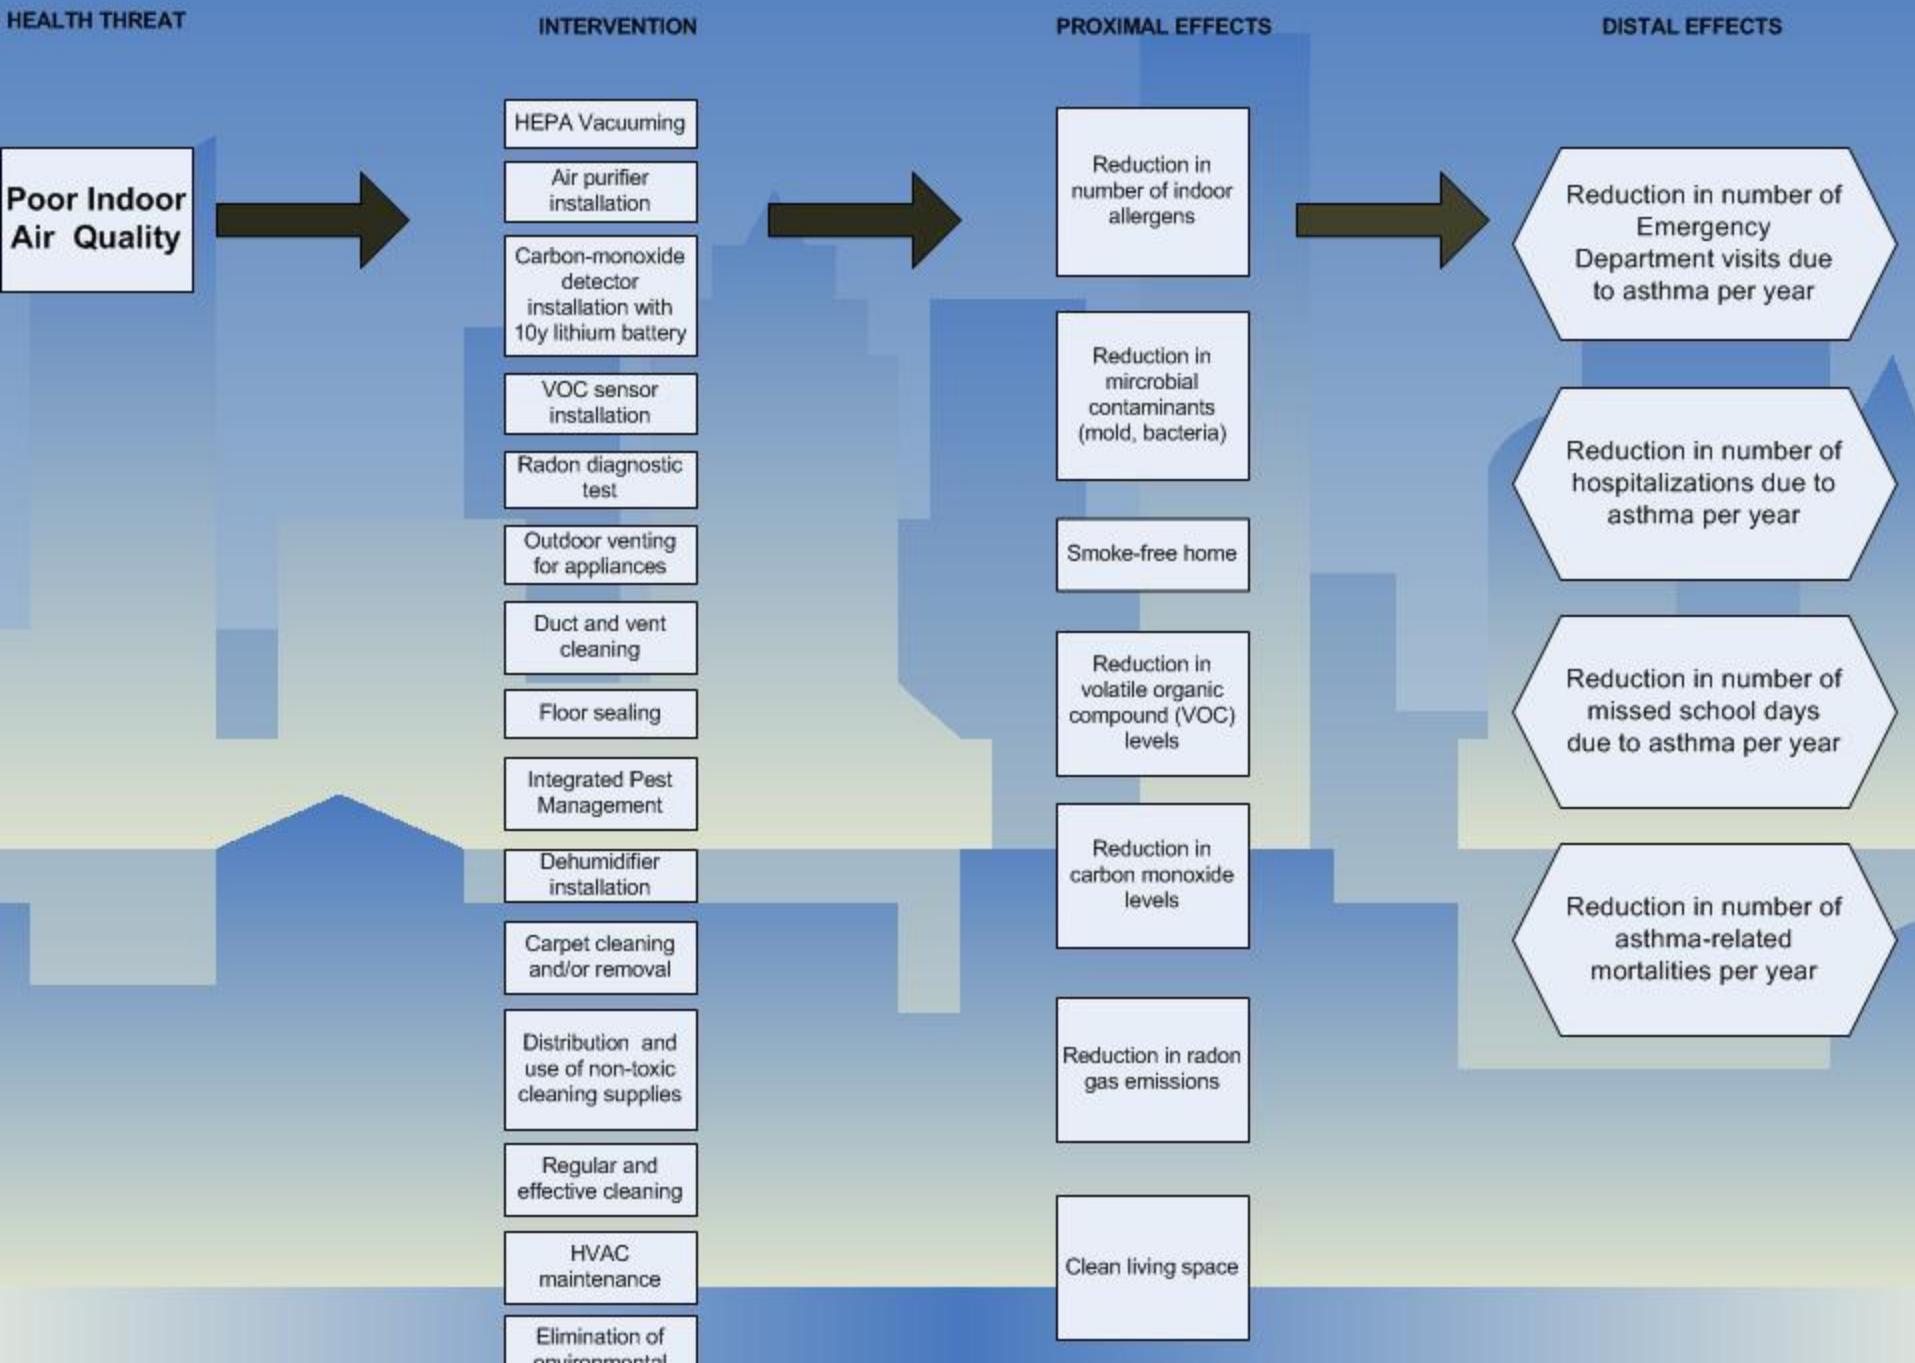 HEALTH THREAT
INTERVENTION
PROXIMAL EFFECTS
DISTAL EFFECTS
Poor Indoor
Air Quality
HEPA Vacuuming
Air purifier
installation
Carbon-monoxide
detector
installation with
10y lithium battery
VOC sensor
installation
Radon diagnostic
test
Outdoor venting
for appliances
Duct and vent
cleaning
Floor sealing
Integrated Pest
Management
Dehumidifier
installation
Carpet cleaning
and/or removal
Distribution and
use of non-toxic
cleaning supplies
Regular and
effective cleaning
HVAC
maintenance
Elimination of
environmental
Reduction in
number of indoor
allergens
Reduction in
mircrobial
contaminants
(mold, bacteria)
Smoke-free home
Reduction in
volatile organic
compound (VOC)
levels
Reduction in
carbon monoxide
levels
Reduction in radon
gas emissions
Clean living space
Reduction in number of
Emergency
Department visits due
to asthma per year
Reduction in number of
hospitalizations due to
asthma per year
Reduction in number of
missed school days
due to asthma per year
Reduction in number of
asthma-related
mortalities per year